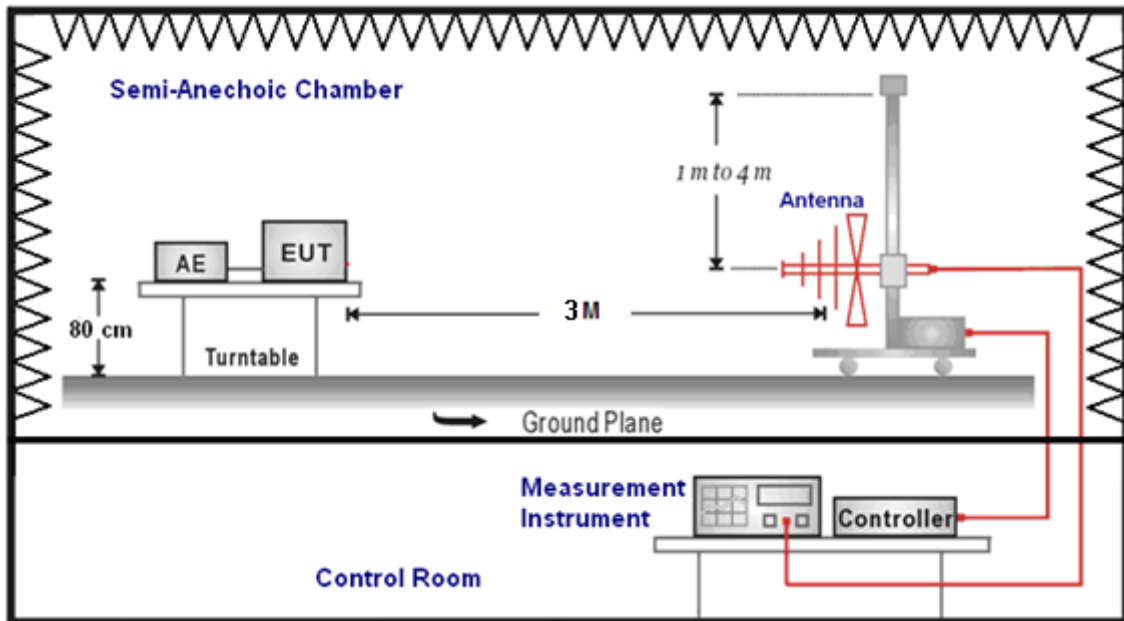 Semi-Anechoic Chamber
1 m to 4 m
Antenna
AE
EUT
80 cm
3 M
Turntable
Ground Plane
Measurement
Instrument
Controller
Control Room